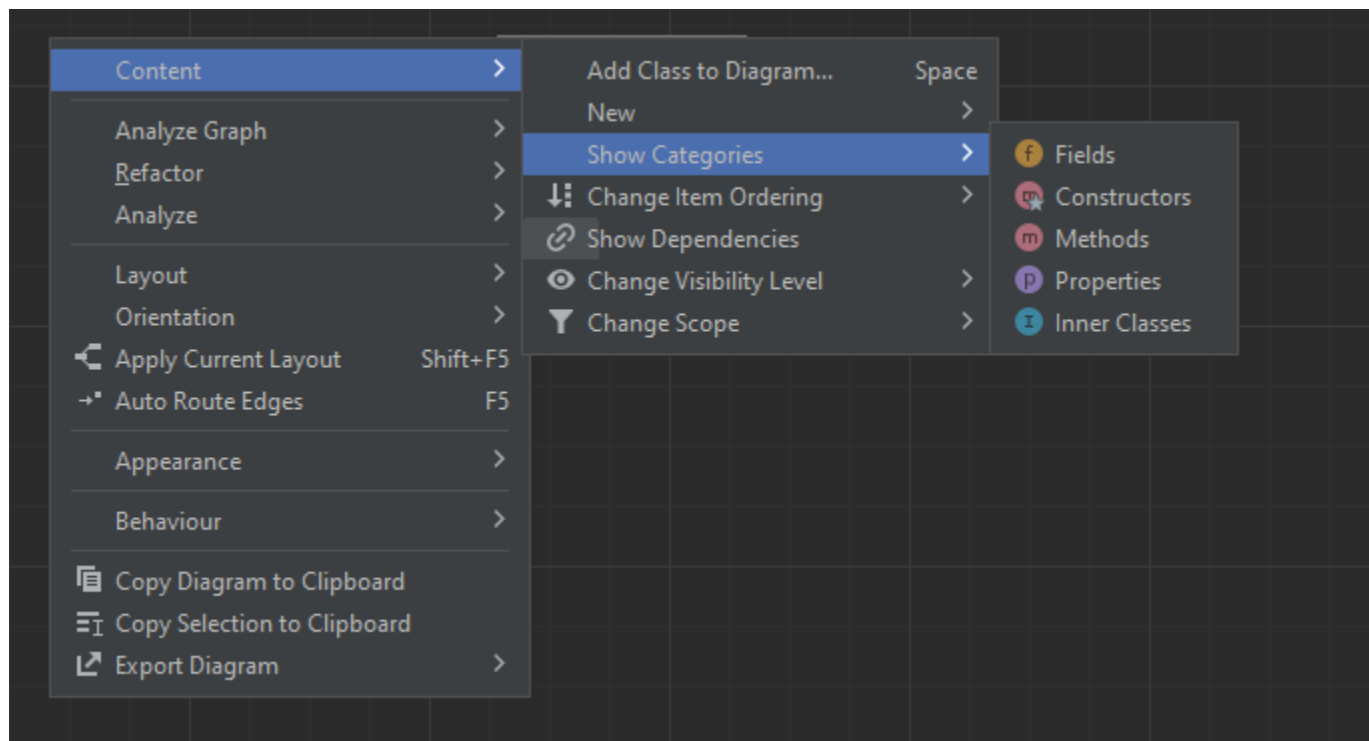 Content
Analyze Graph
Refactor
Analyze
Layout
Orientation
Apply Current Layout Shift+F5
Auto Route Edges F5
Appearance
Behaviour
Copy Diagram to Clipboard
Copy Selection to Clipboard
Export Diagram
Add Class to Diagram... Space
New
Show Categories
Change Item Ordering
Show Dependencies
Change Visibility Level
Change Scope
f Fields
m Constructors
m Methods
p Properties
I Inner Classes